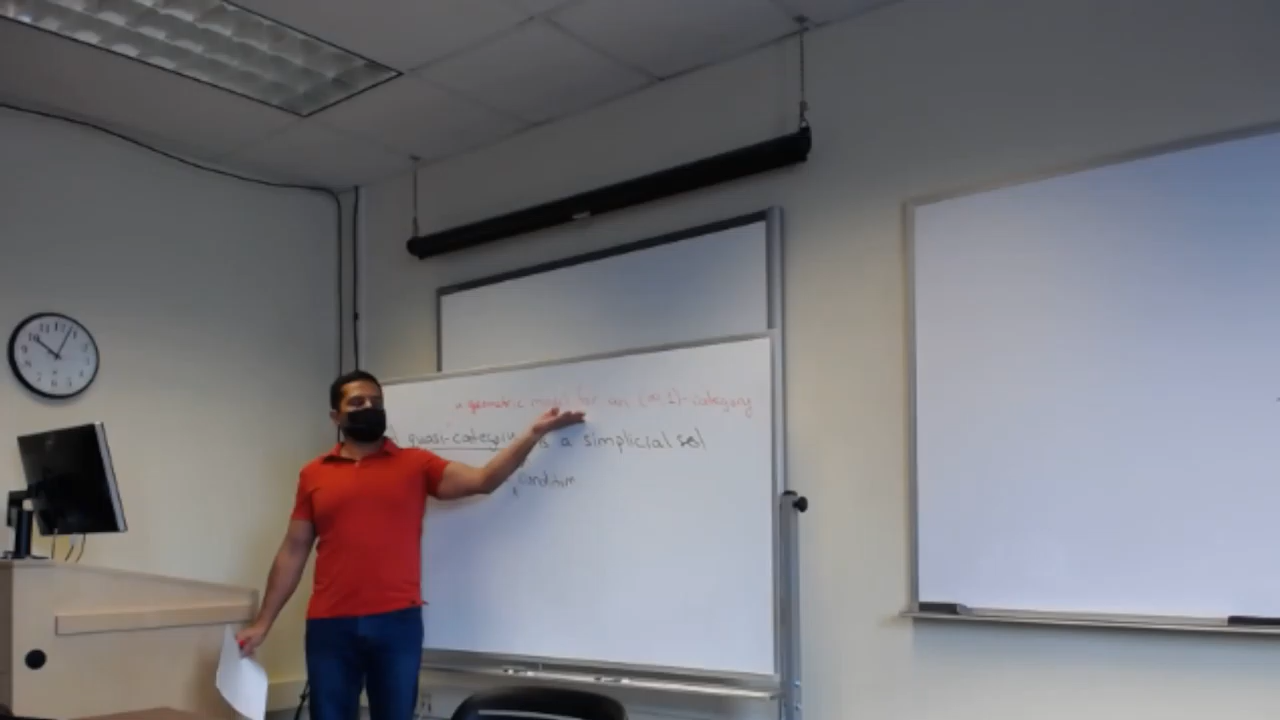 a geometric model for an (∞,1)-category
quasi-category is a simplicial set
condition